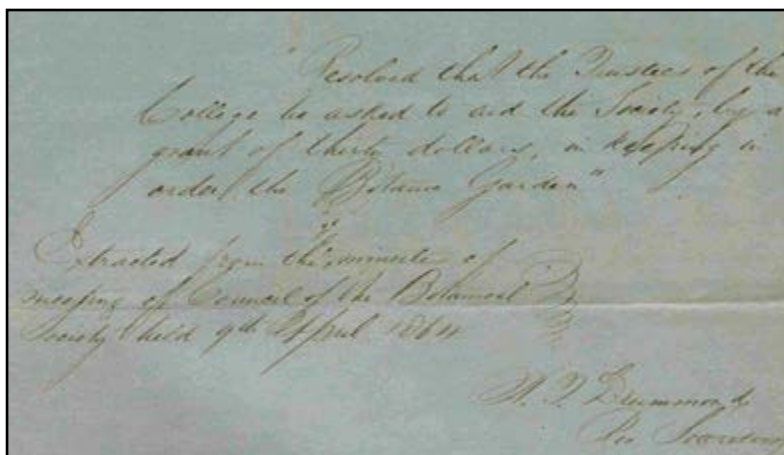 "Resolved that the Trustees of the
College be asked to aid the Society, by a
grant of thirty dollars, in keeping in
order the Botanic Garden"
Extracted from the minutes of
meeting of Council of the Botanical
Society held 9th April 1864
Drummond
Secretary